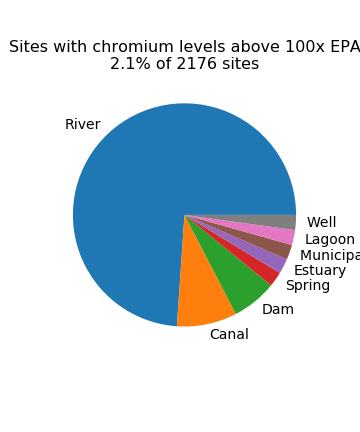 Sites with chromium levels above 100x EPA
2.1% of 2176 sites
River
Well
Lagoon
Municipa
Estuary
Spring
Dam
Canal